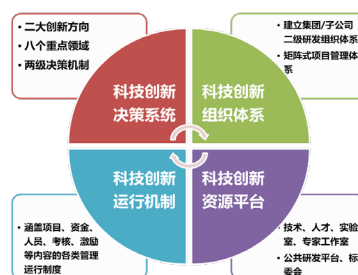 • 二大创新方向
• 八个重点领域
• 两级决策机制
• 建立集团/子公司
二级研发组织体系
• 矩阵式项目管理体
系
科技创新
决策系统
科技创新
组织体系
科技创新
运行机制
科技创新
资源平台
• 涵盖项目、资金、
人员、考核、激励
等内容的各类管理
运行制度
• 技术、人才、实验
室、专家工作室
• 公共研发平台、标
委会